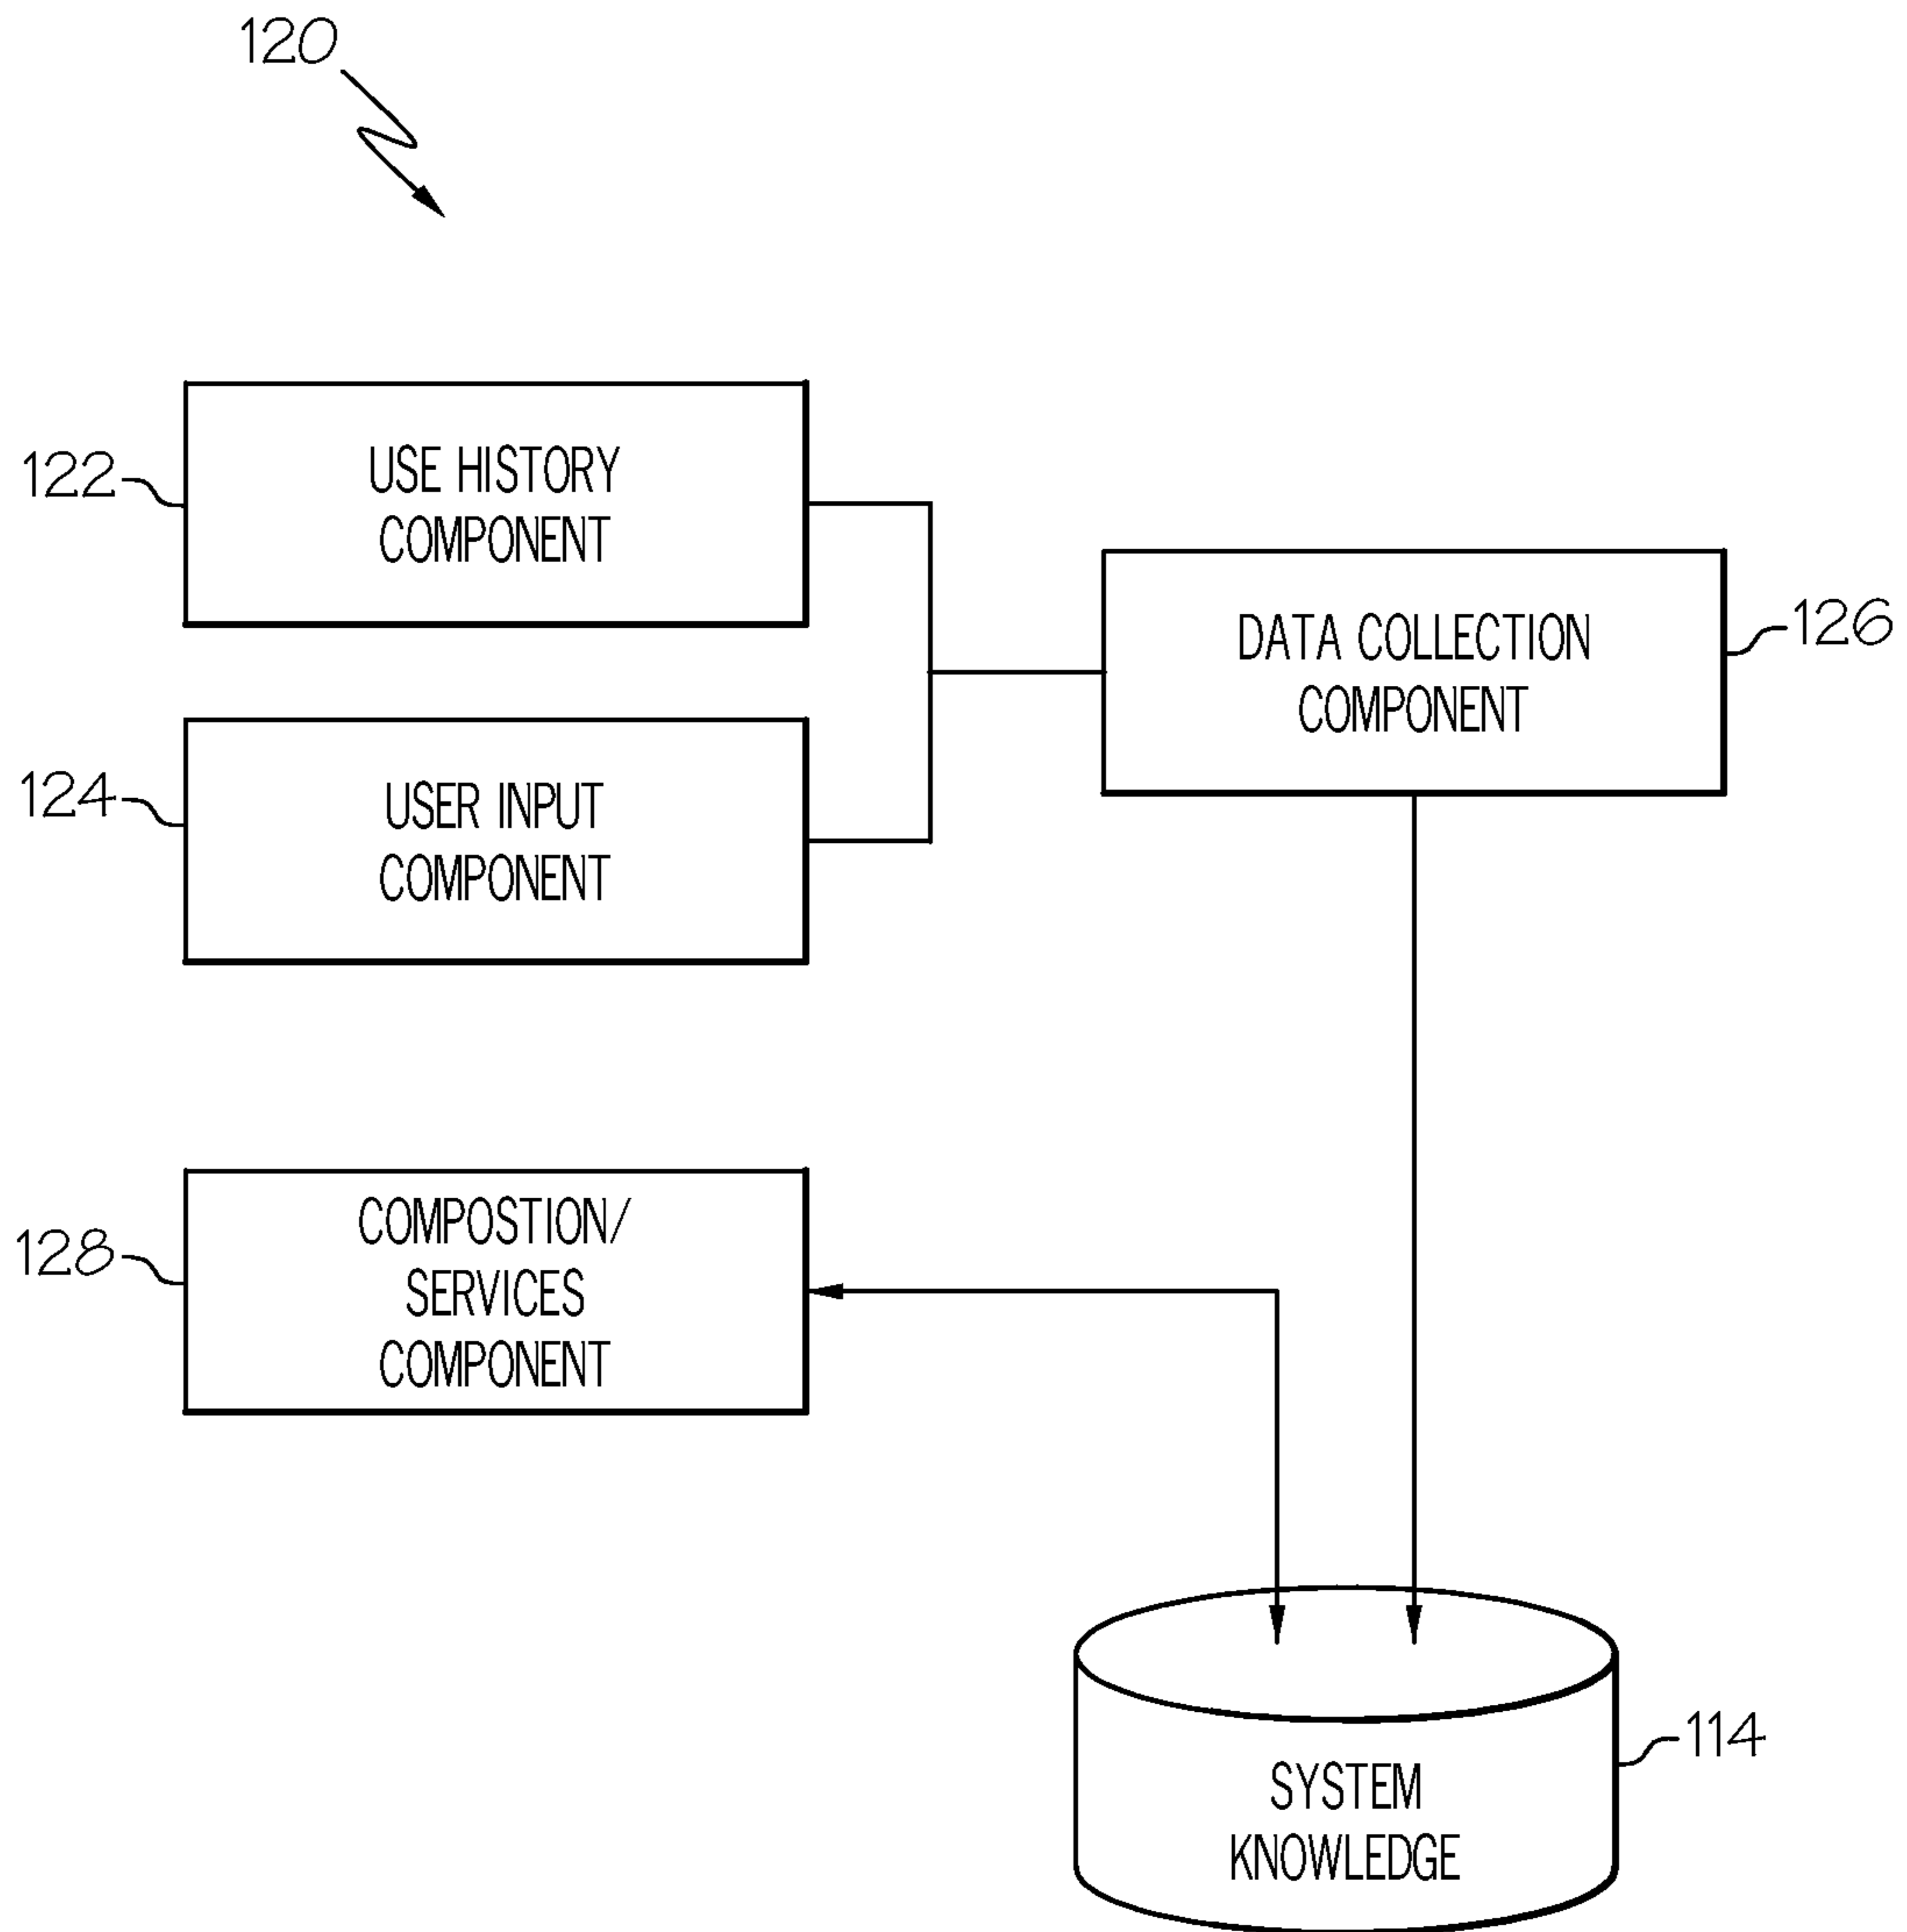 120
122
USE HISTORY
COMPONENT
DATA COLLECTION
COMPONENT
126
124
USER INPUT
COMPONENT
128
COMPOSTION/
SERVICES
COMPONENT
114
SYSTEM
KNOWLEDGE